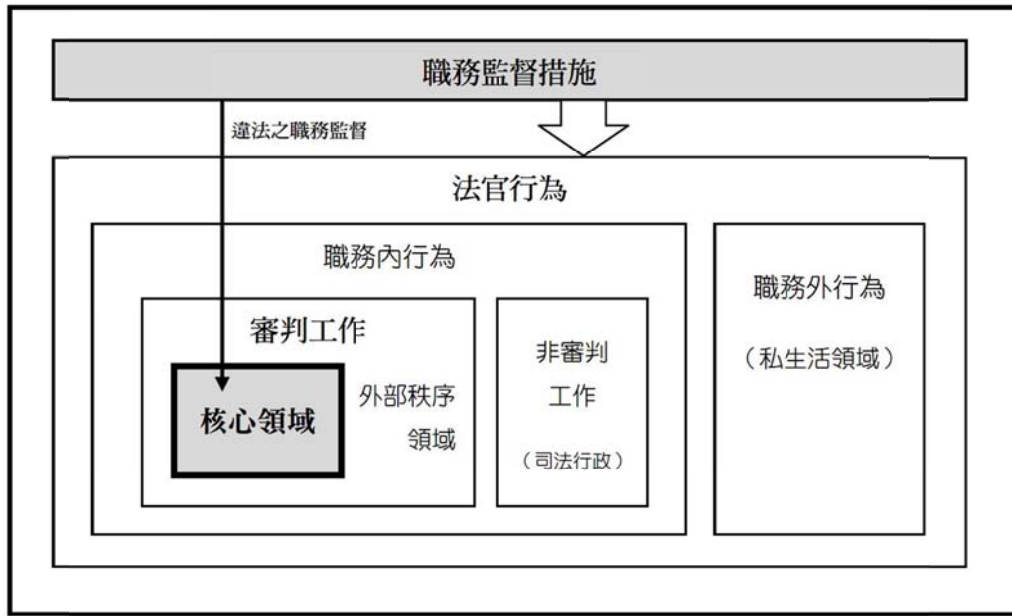 職務監督措施
違法之職務監督
法官行為
職務內行為
審判工作
核心領域
外部秩序
領域
非審判
工作
（司法行政）
職務外行為
（私生活領域）